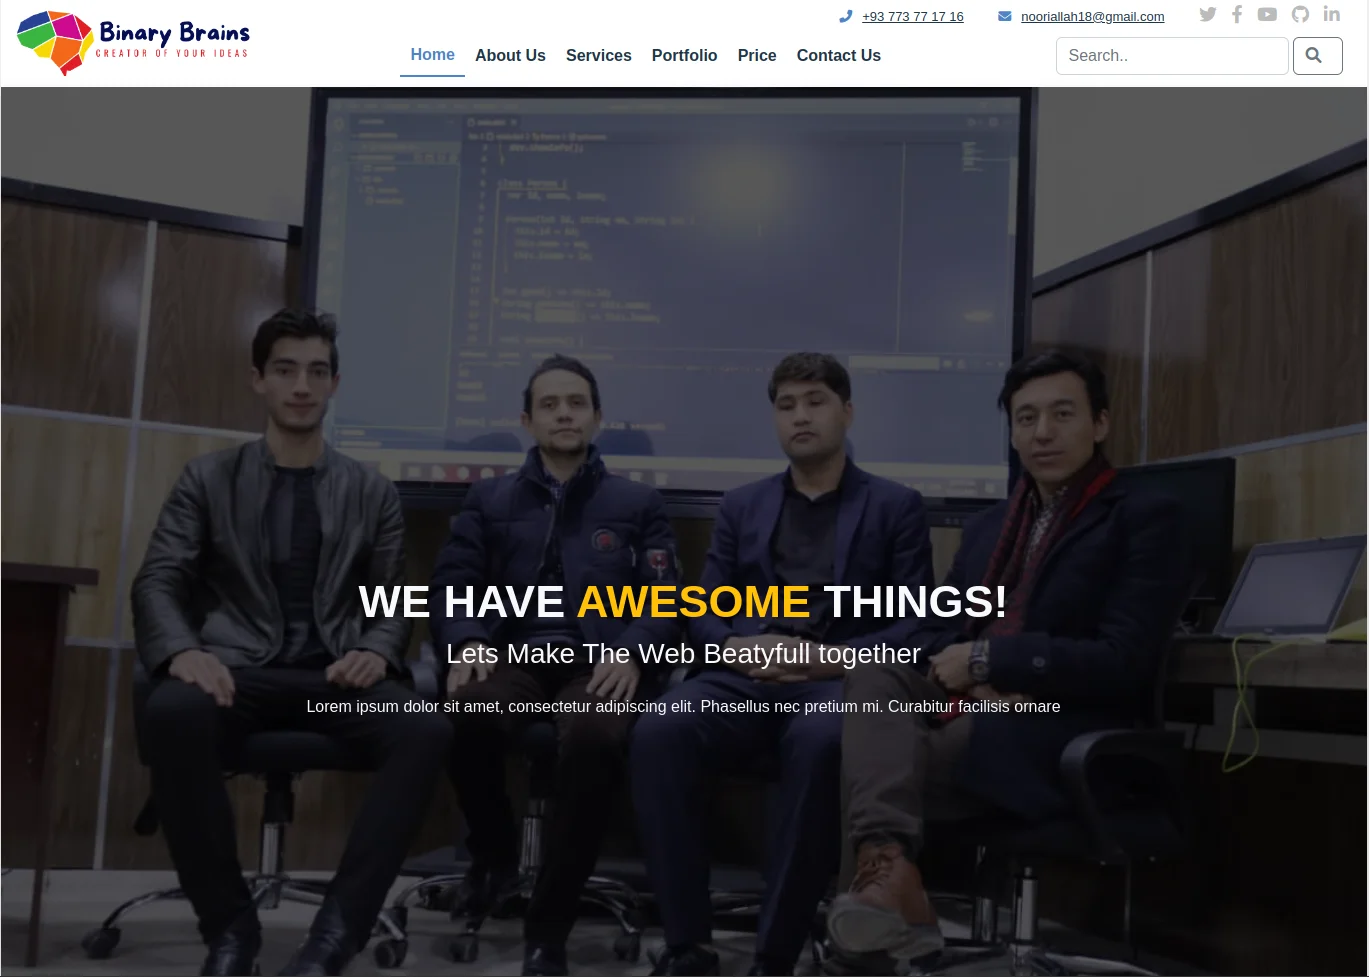 +93 773 77 17 16
nooriallah18@gmail.com
Binary Brains
CREATOR OF YOUR IDEAS
Home
About Us
Services
Portfolio
Price
Contact Us
Search..
WE HAVE AWESOME THINGS!
Lets Make The Web Beatyfull together
Lorem ipsum dolor sit amet, consectetur adipiscing elit. Phasellus nec pretium mi. Curabitur facilisis ornare